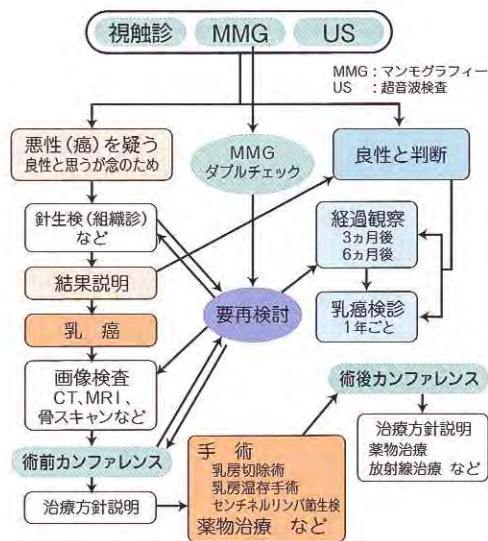 視触診 MMG US
MMG：マンモグラフィー
US ：超音波検査
悪性（癌）を疑う
良性と思うが念のため
MMG
ダブルチェック
良性と判断
針生検（組織診）
など
経過観察
3ヵ月後
6ヵ月後
結果説明
要再検討
乳癌検診
1年ごと
乳 癌
画像検査
CT、MRI、
骨スキャンなど
術後カンファレンス
術前カンファレンス
手 術
乳房切除術
乳房温存手術
センチネルリンパ節生検
薬物治療 など
治療方針説明
薬物治療
放射線治療 など
治療方針説明